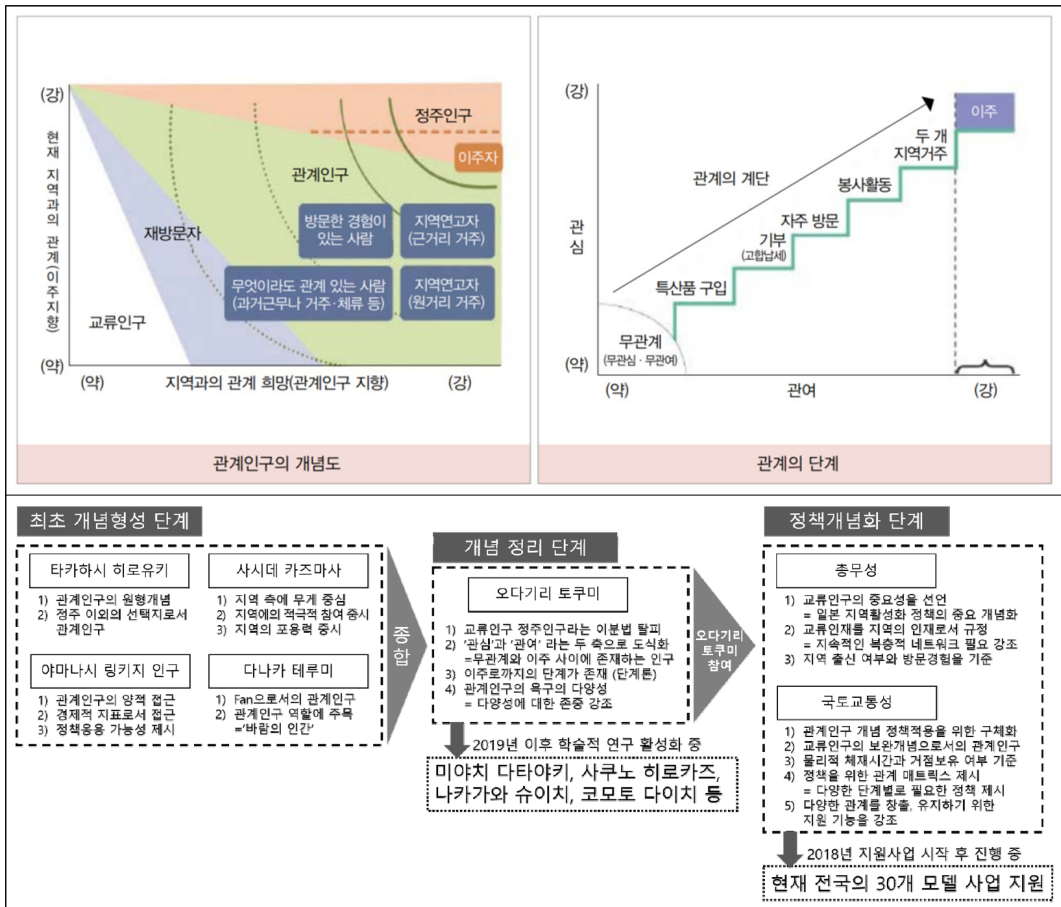 (강)
현재 지역과의 관계(이주지향)
(약)
정주인구
이주자
관계인구
재방문자
방문한 경험이
있는 사람
지역연고자
(근거리 거주)
무엇이라도 관계 있는 사람
(과거근무나 거주·체류 등)
지역연고자
(원거리 거주)
교류인구
(약)
지역과의 관계 희망(관계인구 지향)
(강)
관계인구의 개념도
(강)
관심
(약)
이주
두 개
지역거주
관계의 계단
봉사활동
자주 방문
기부
(고합납세)
특산품 구입
무관계
(무관심·무관여)
(약)
관여
(강)
관계의 단계
최초 개념형성 단계
타카하시 히로유키
1) 관계인구의 원형개념
2) 정주 이외의 선택지로서
관계인구
사시데 카즈마사
1) 지역 측에 무게 중심
2) 지역에의 적극적 참여 중시
3) 지역의 포용력 중시
야마나시 링키지 인구
1) 관계인구의 양적 접근
2) 경제적 지표로서 접근
3) 정책응용 가능성 제시
다나카 테루미
1) Fan으로서의 관계인구
2) 관계인구 역할에 주목
='바람의 인간'
종합
개념 정리 단계
오다기리 토쿠미
1) 교류인구 정주인구라는 이분법 탈피
2) '관심'과 '관여' 라는 두 축으로 도식화
=무관계와 이주 사이에 존재하는 인구
3) 이주로까지의 단계가 존재 (단계론)
4) 관계인구의 욕구의 다양성
= 다양성에 대한 존중 강조
2019년 이후 학술적 연구 활성화 중
미야치 다타야키, 사쿠노 히로카즈,
나카가와 슈이치, 코모토 다이치 등
오다기리
토쿠미
참여
정책개념화 단계
총무성
1) 교류인구의 중요성을 선언
= 일본 지역활성화 정책의 중요 개념화
2) 교류인재를 지역의 인재로서 규정
= 지속적인 복층적 네트워크 필요 강조
3) 지역 출신 여부와 방문경험을 기준
국토교통성
1) 관계인구 개념 정책적용을 위한 구체화
2) 교류인구의 보완개념으로서의 관계인구
3) 물리적 체재시간과 거점보유 여부 기준
4) 정책을 위한 관계 매트릭스 제시
= 다양한 단계별로 필요한 정책 제시
5) 다양한 관계를 창출, 유지하기 위한
지원 기능을 강조
2018년 지원사업 시작 후 진행 중
현재 전국의 30개 모델 사업 지원